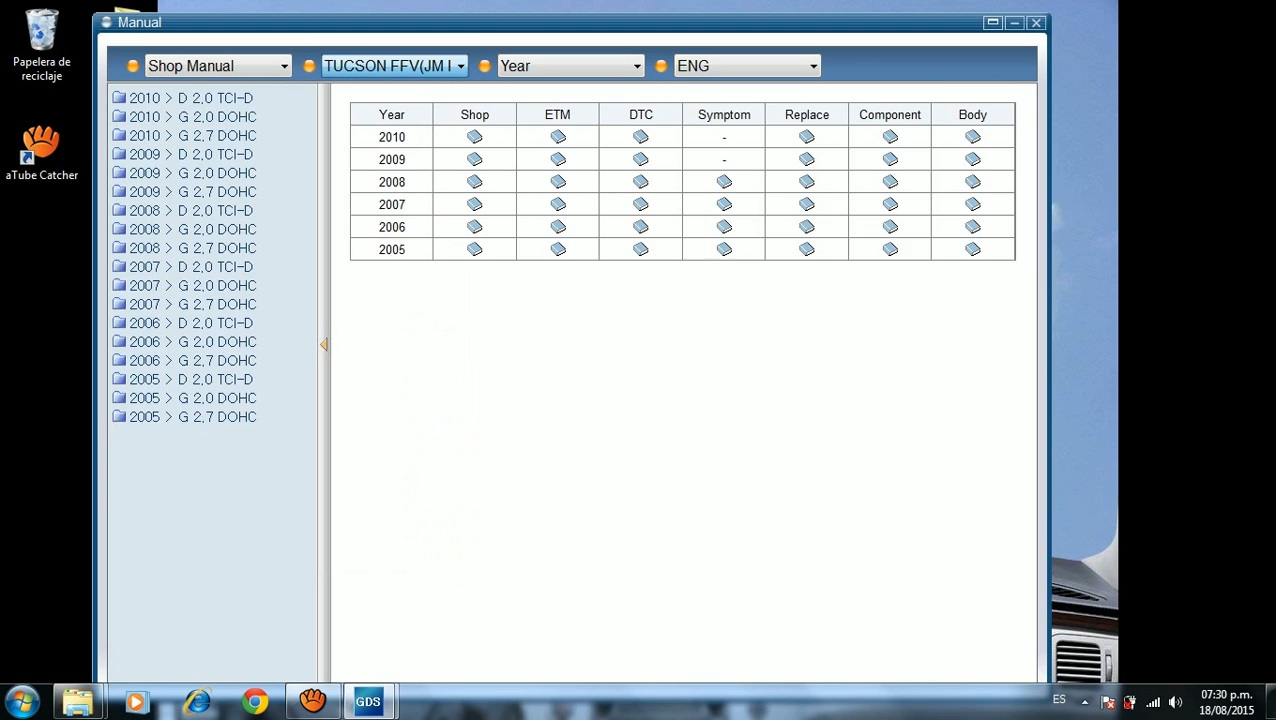 Papelera de
reciclaje
aTube Catcher
Manual
Shop Manual
TUCSON FFV(JM I
Year
ENG
2010 > D 2,0 TCI-D
2010 > G 2,0 DOHC
2010 > G 2,7 DOHC
2009 > D 2,0 TCI-D
2009 > G 2,0 DOHC
2009 > G 2,7 DOHC
2008 > D 2,0 TCI-D
2008 > G 2,0 DOHC
2008 > G 2,7 DOHC
2007 > D 2,0 TCI-D
2007 > G 2,0 DOHC
2007 > G 2,7 DOHC
2006 > D 2,0 TCI-D
2006 > G 2,0 DOHC
2006 > G 2,7 DOHC
2005 > D 2,0 TCI-D
2005 > G 2,0 DOHC
2005 > G 2,7 DOHC
Year Shop ETM DTC Symptom Replace Component Body
2010 -
2009 -
2008
2007
2006
2005
GDS
ES
07:30 p.m.
18/08/2015